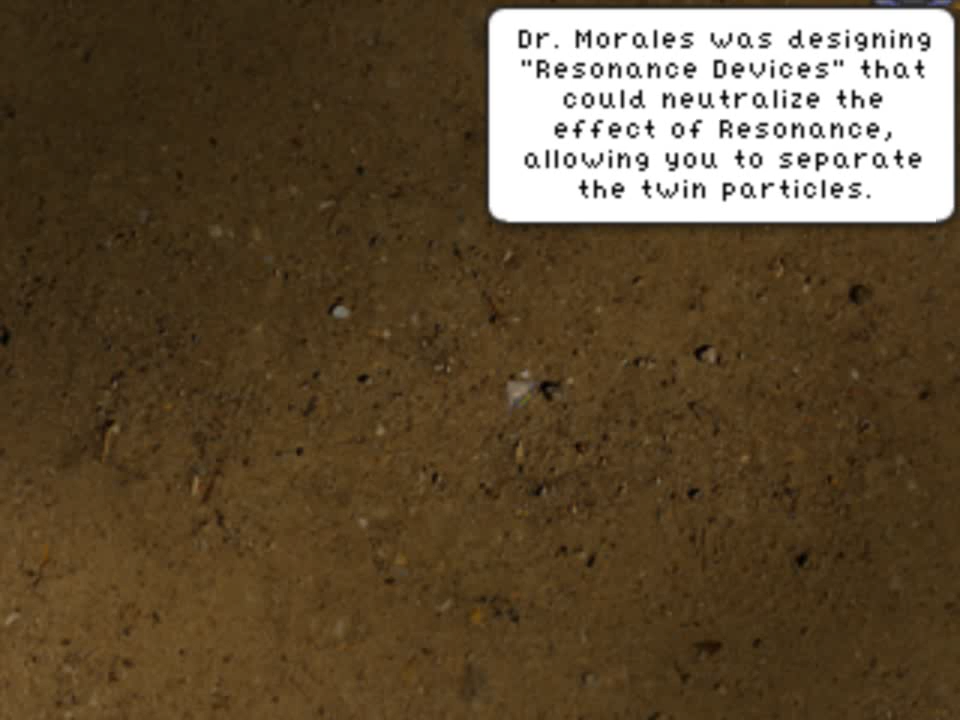 Dr. Morales was designing
"Resonance Devices" that
could neutralize the
effect of Resonance,
allowing you to separate
the twin particles.